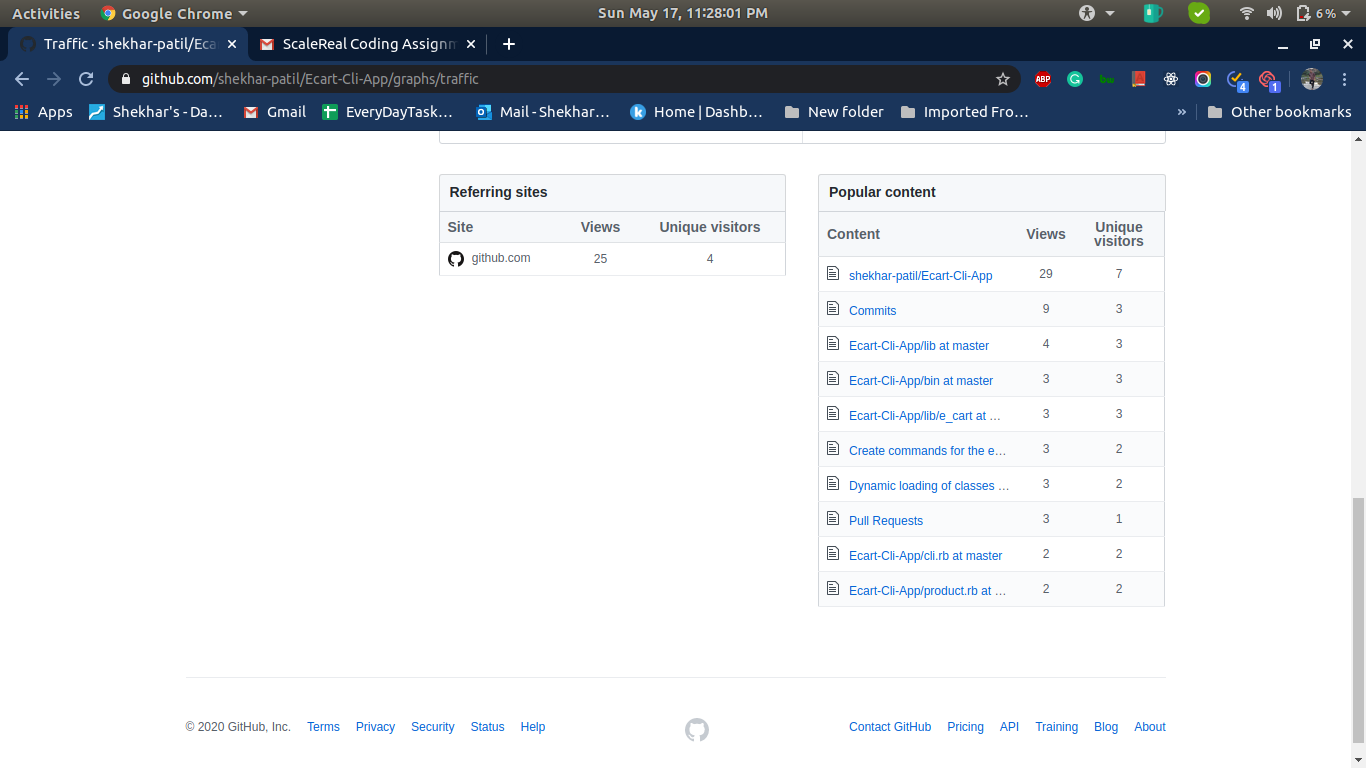 Activities Google Chrome Sun May 17, 11:28:01 PM 6%
Traffic · shekhar-patil/Eca ScaleReal Coding Assignm
github.com/shekhar-patil/Ecart-Cli-App/graphs/traffic ABP bw 4 1
Apps Shekhar's - Da... Gmail EveryDayTask... Mail - Shekhar... Home | Dashb... New folder Imported Fro... » Other bookmarks
Referring sites
Site Views Unique visitors
github.com 25 4
Popular content
Content Views Unique visitors
shekhar-patil/Ecart-Cli-App 29 7
Commits 9 3
Ecart-Cli-App/lib at master 4 3
Ecart-Cli-App/bin at master 3 3
Ecart-Cli-App/lib/e_cart at ... 3 3
Create commands for the e... 3 2
Dynamic loading of classes ... 3 2
Pull Requests 3 1
Ecart-Cli-App/cli.rb at master 2 2
Ecart-Cli-App/product.rb at ... 2 2
© 2020 GitHub, Inc. Terms Privacy Security Status Help Contact GitHub Pricing API Training Blog About